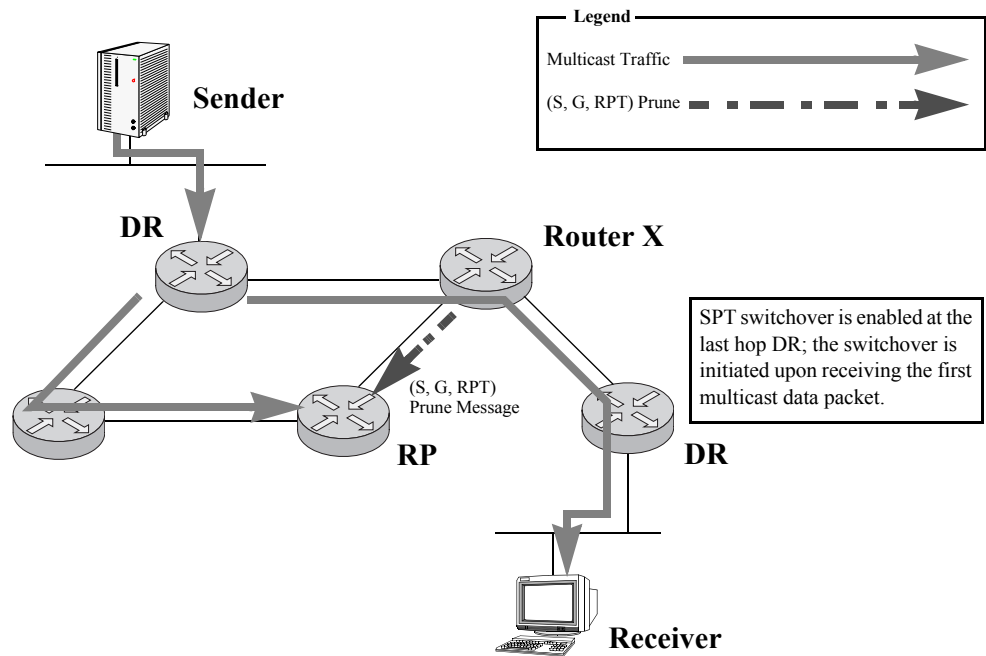 Legend
Multicast Traffic
(S, G, RPT) Prune
Sender
DR
Router X
SPT switchover is enabled at the
last hop DR; the switchover is
initiated upon receiving the first
multicast data packet.
(S, G, RPT)
Prune Message
RP
DR
Receiver